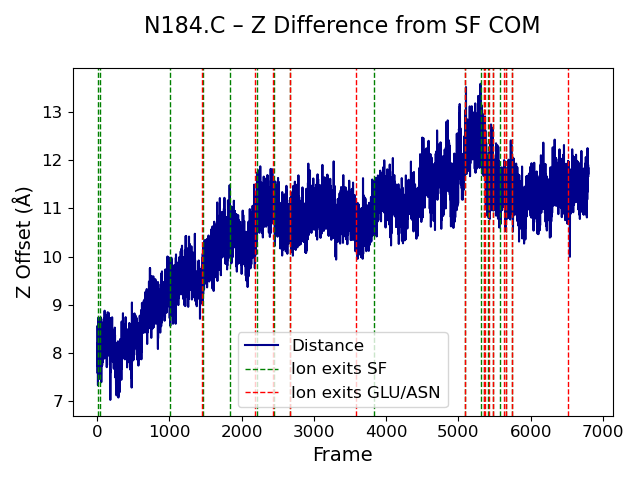 N184.C – Z Difference from SF COM
Z Offset (Å)
13
12
11
10
9
8
7
Distance
Ion exits SF
Ion exits GLU/ASN
0 1000 2000 3000 4000 5000 6000 7000
Frame